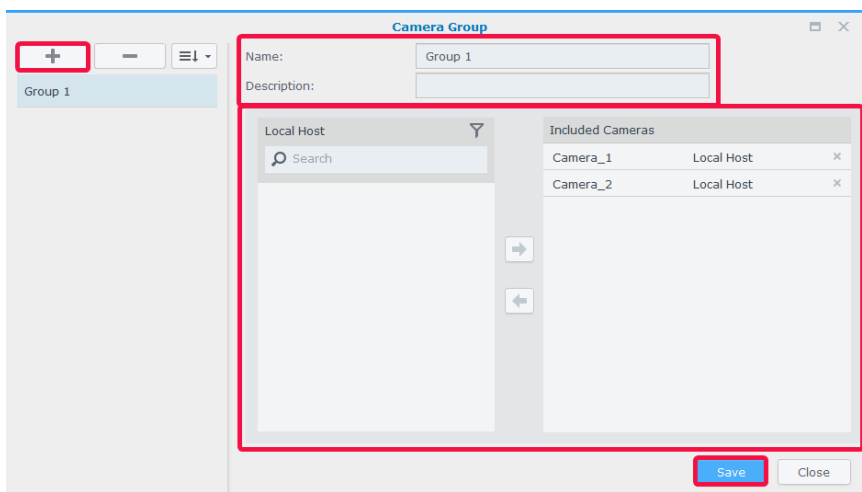 Camera Group
Group 1
Name:
Group 1
Description:
Local Host
Search
Included Cameras
Camera_1 Local Host
Camera_2 Local Host
Save
Close